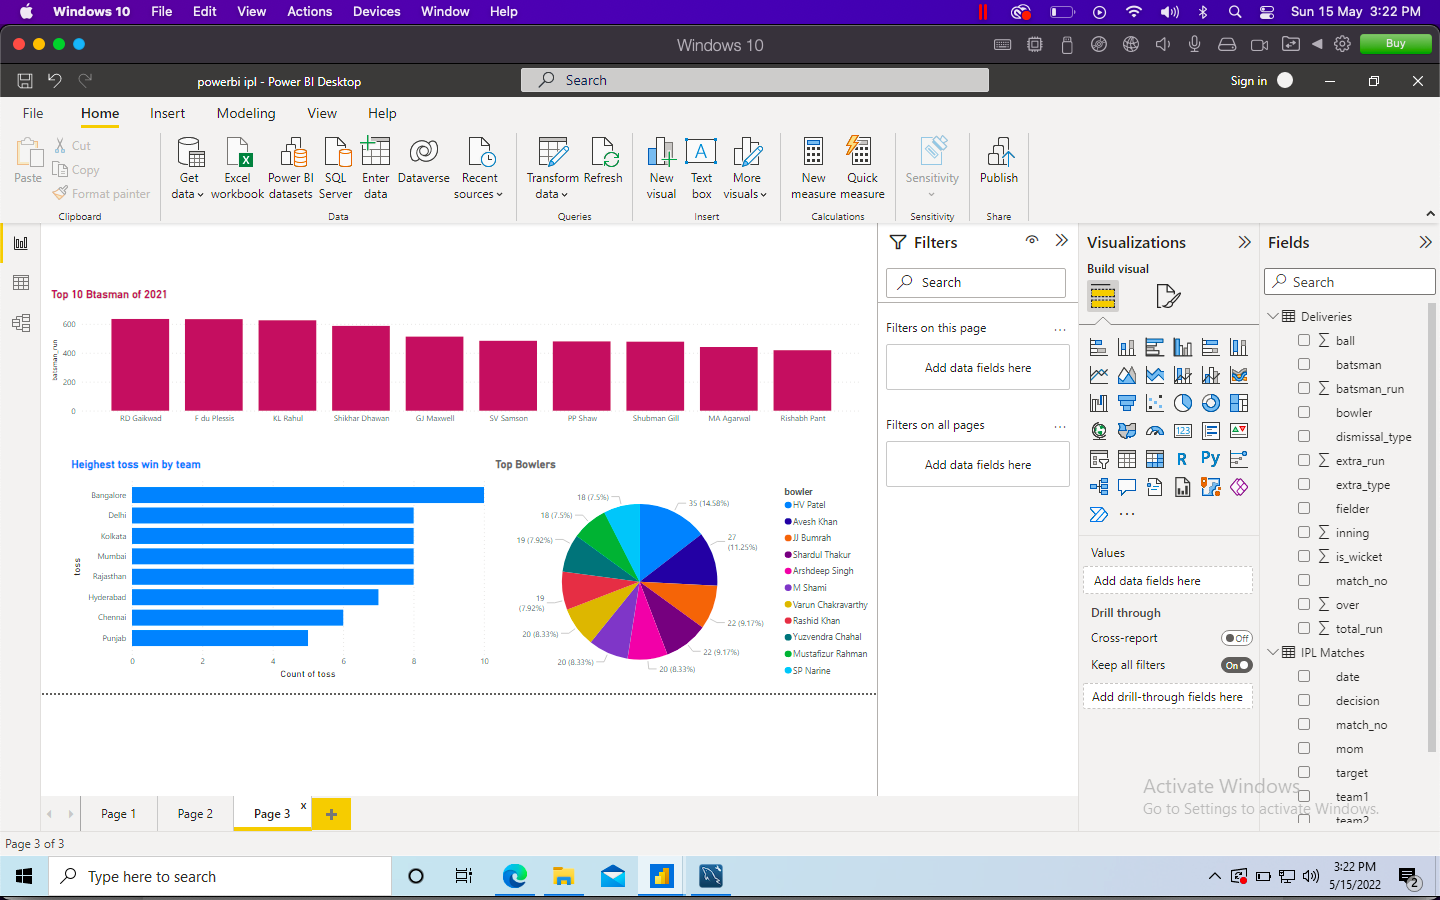 Windows 10 File Edit View Actions Devices Window Help Sun 15 May 3:22 PM
Windows 10 Buy
powerbi ipl - Power BI Desktop Search Sign in
File Home Insert Modeling View Help
Paste Cut Copy Format painter
Get data Excel workbook Power BI datasets SQL Server Enter data Dataverse Recent sources
Transform data Refresh
New visual Text box More visuals
New measure Quick measure
Sensitivity
Publish
Clipboard Data Queries Insert Calculations Sensitivity Share
Top 10 Btasman of 2021
batsman_run
600
400
200
0
RD Gaikwad F du Plessis KL Rahul Shikhar Dhawan GJ Maxwell SV Samson PP Shaw Shubman Gill MA Agarwal Rishabh Pant
Heighest toss win by team
toss
Bangalore
Delhi
Kolkata
Mumbai
Rajasthan
Hyderabad
Chennai
Punjab
0 2 4 6 8 10
Count of toss
Top Bowlers
35 (14.58%)
27 (11.25%)
22 (9.17%)
22 (9.17%)
20 (8.33%)
20 (8.33%)
20 (8.33%)
19 (7.92%)
19 (7.92%)
18 (7.5%)
18 (7.5%)
bowler
HV Patel
Avesh Khan
JJ Bumrah
Shardul Thakur
Arshdeep Singh
M Shami
Varun Chakravarthy
Rashid Khan
Yuzvendra Chahal
Mustafizur Rahman
SP Narine
Filters
Search
Filters on this page ...
Add data fields here
Filters on all pages ...
Add data fields here
Visualizations
Build visual
123
R Py
...
Values
Add data fields here
Drill through
Cross-report Off
Keep all filters On
Add drill-through fields here
Fields
Search
Deliveries
Σ ball
batsman
Σ batsman_run
bowler
dismissal_type
Σ extra_run
extra_type
fielder
Σ inning
Σ is_wicket
match_no
Σ over
Σ total_run
IPL Matches
date
decision
match_no
mom
target
team1
team2
Activate Windows
Go to Settings to activate Windows.
Page 1 Page 2 Page 3 x +
Page 3 of 3
Type here to search
3:22 PM
5/15/2022
2